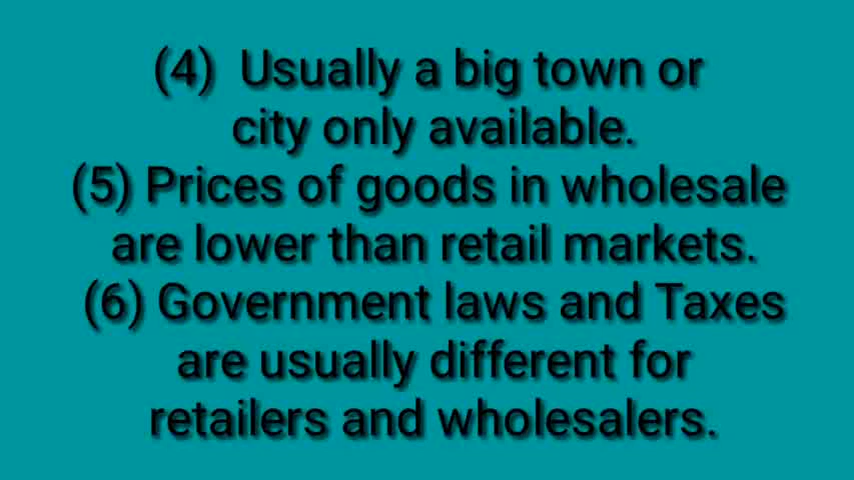 (4) Usually a big town or
city only available.
(5) Prices of goods in wholesale
are lower than retail markets.
(6) Government laws and Taxes
are usually different for
retailers and wholesalers.